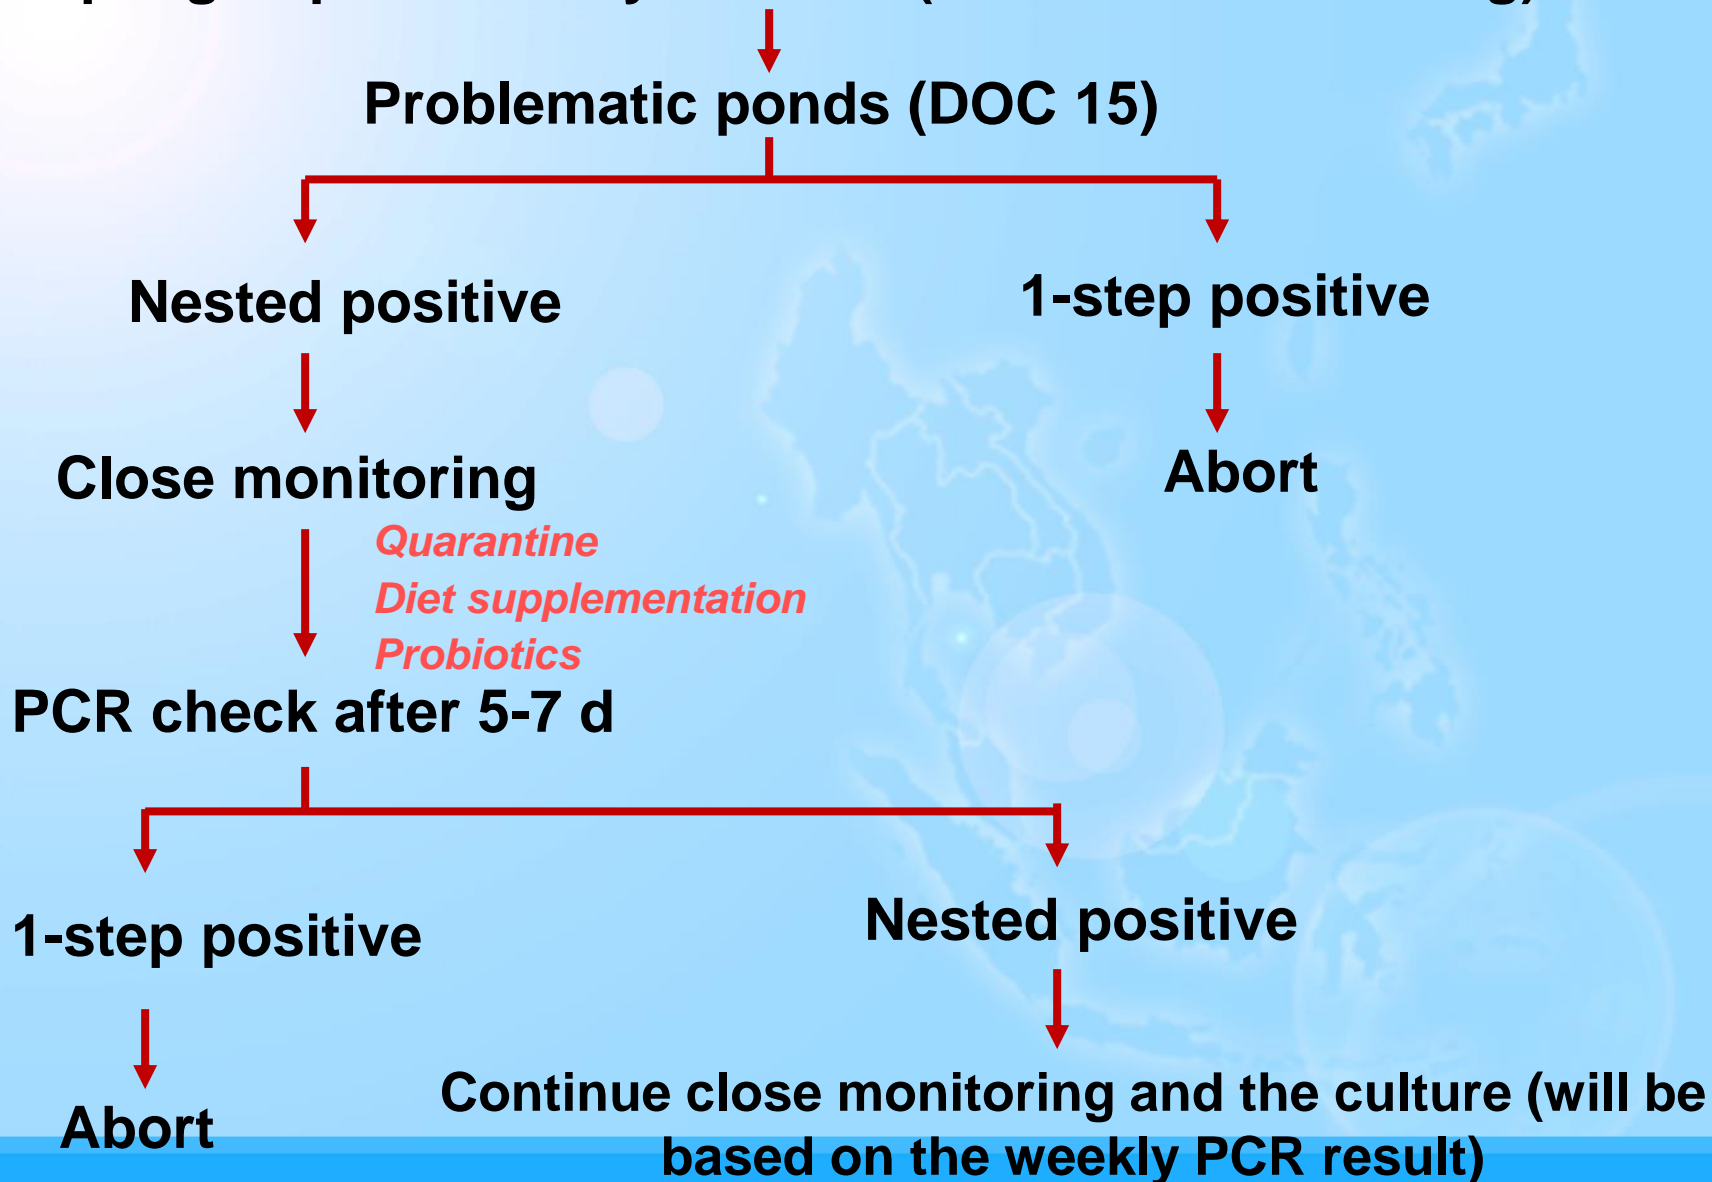 Problematic ponds (DOC 15)
Nested positive
1-step positive
Close monitoring
Abort
Quarantine
Diet supplementation
Probiotics
PCR check after 5-7 d
1-step positive
Nested positive
Abort
Continue close monitoring and the culture (will be
based on the weekly PCR result)